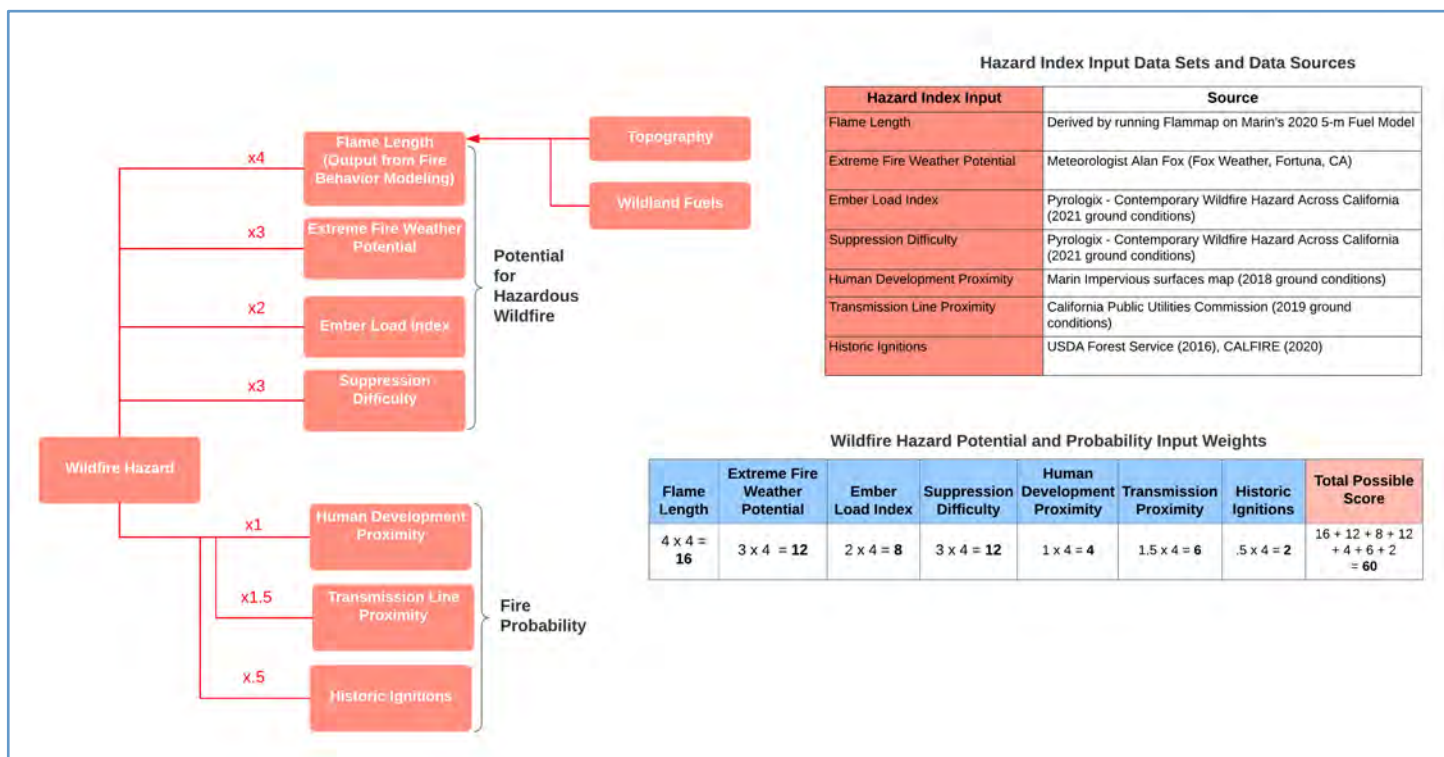 Flame Length
(Output from Fire
Behavior Modeling)
x4
Topography
Wildland Fuels
x3
Extreme Fire Weather
Potential
x2
Ember Load Index
x3
Suppression
Difficulty
Potential
for
Hazardous
Wildfire
Wildfire Hazard
x1
Human Development
Proximity
x1.5
Transmission Line
Proximity
x.5
Historic Ignitions
Fire
Probability
Hazard Index Input Data Sets and Data Sources
Hazard Index Input Source
Flame Length Derived by running Flammap on Marin's 2020 5-m Fuel Model
Extreme Fire Weather Potential Meteorologist Alan Fox (Fox Weather, Fortuna, CA)
Ember Load Index Pyrologix - Contemporary Wildfire Hazard Across California
(2021 ground conditions)
Suppression Difficulty Pyrologix - Contemporary Wildfire Hazard Across California
(2021 ground conditions)
Human Development Proximity Marin Impervious surfaces map (2018 ground conditions)
Transmission Line Proximity California Public Utilities Commission (2019 ground
conditions)
Historic Ignitions USDA Forest Service (2016), CALFIRE (2020)
Wildfire Hazard Potential and Probability Input Weights
Flame
Length
Extreme Fire
Weather
Potential
Ember
Load Index
Suppression
Difficulty
Human
Development
Proximity
Transmission
Proximity
Historic
Ignitions
Total Possible
Score
4 x 4 =
16
3 x 4 = 12
2 x 4 = 8
3 x 4 = 12
1 x 4 = 4
1.5 x 4 = 6
.5 x 4 = 2
16 + 12 + 8 + 12
+ 4 + 6 + 2
= 60